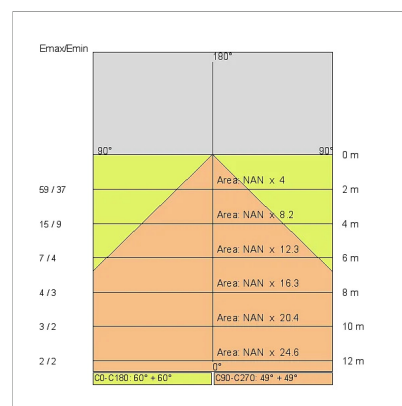 Emax/Emin
180°
90°
90°
0 m
Area: NAN x 4
59 / 37
2 m
Area: NAN x 8.2
15 / 9
4 m
Area: NAN x 12.3
7 / 4
6 m
Area: NAN x 16.3
4 / 3
8 m
Area: NAN x 20.4
3 / 2
10 m
Area: NAN x 24.6
2 / 2
12 m
0°
C0-C180: 60° + 60°
C90-C270: 49° + 49°